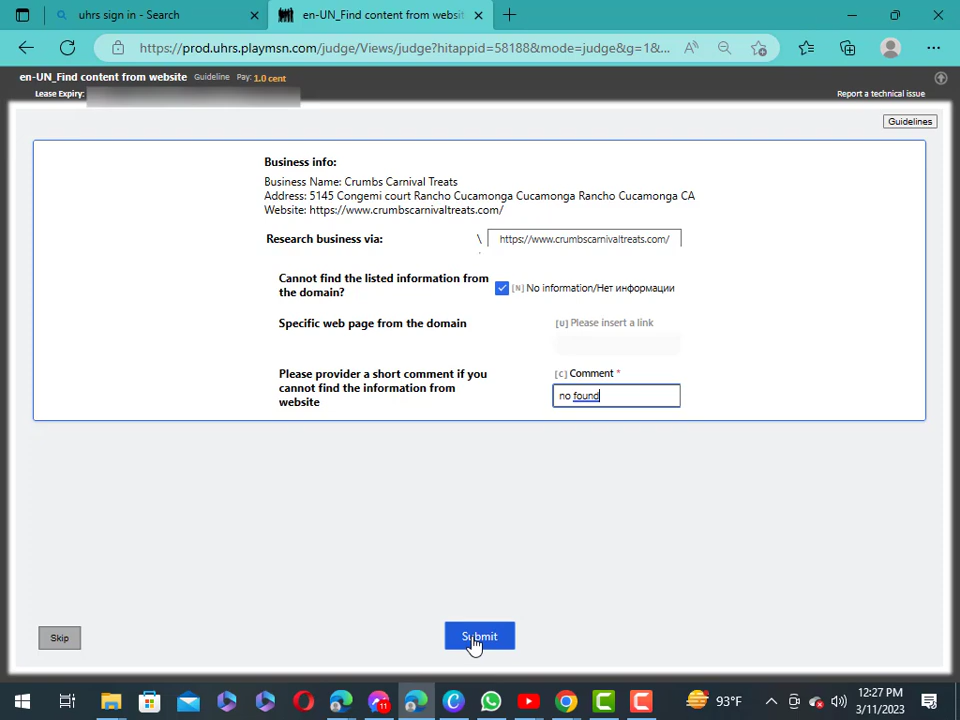 uhrs sign in - Search
en-UN_Find content from websit
https://prod.uhrs.playmsn.com/judge/Views/judge?hitappid=58188&mode=judge&g=1&...
en-UN_Find content from website Guideline Pay: 1.0 cent
Lease Expiry:
Report a technical issue
Guidelines
Business info:
Business Name: Crumbs Carnival Treats
Address: 5145 Congemi court Rancho Cucamonga Cucamonga Rancho Cucamonga CA
Website: https://www.crumbscarnivaltreats.com/
Research business via: \ https://www.crumbscarnivaltreats.com/
Cannot find the listed information from
the domain?
[N] No information/Нет информации
Specific web page from the domain
[U] Please insert a link
Please provider a short comment if you
cannot find the information from
website
[C] Comment *
no found
Skip
Submit
11
93°F
12:27 PM
3/11/2023